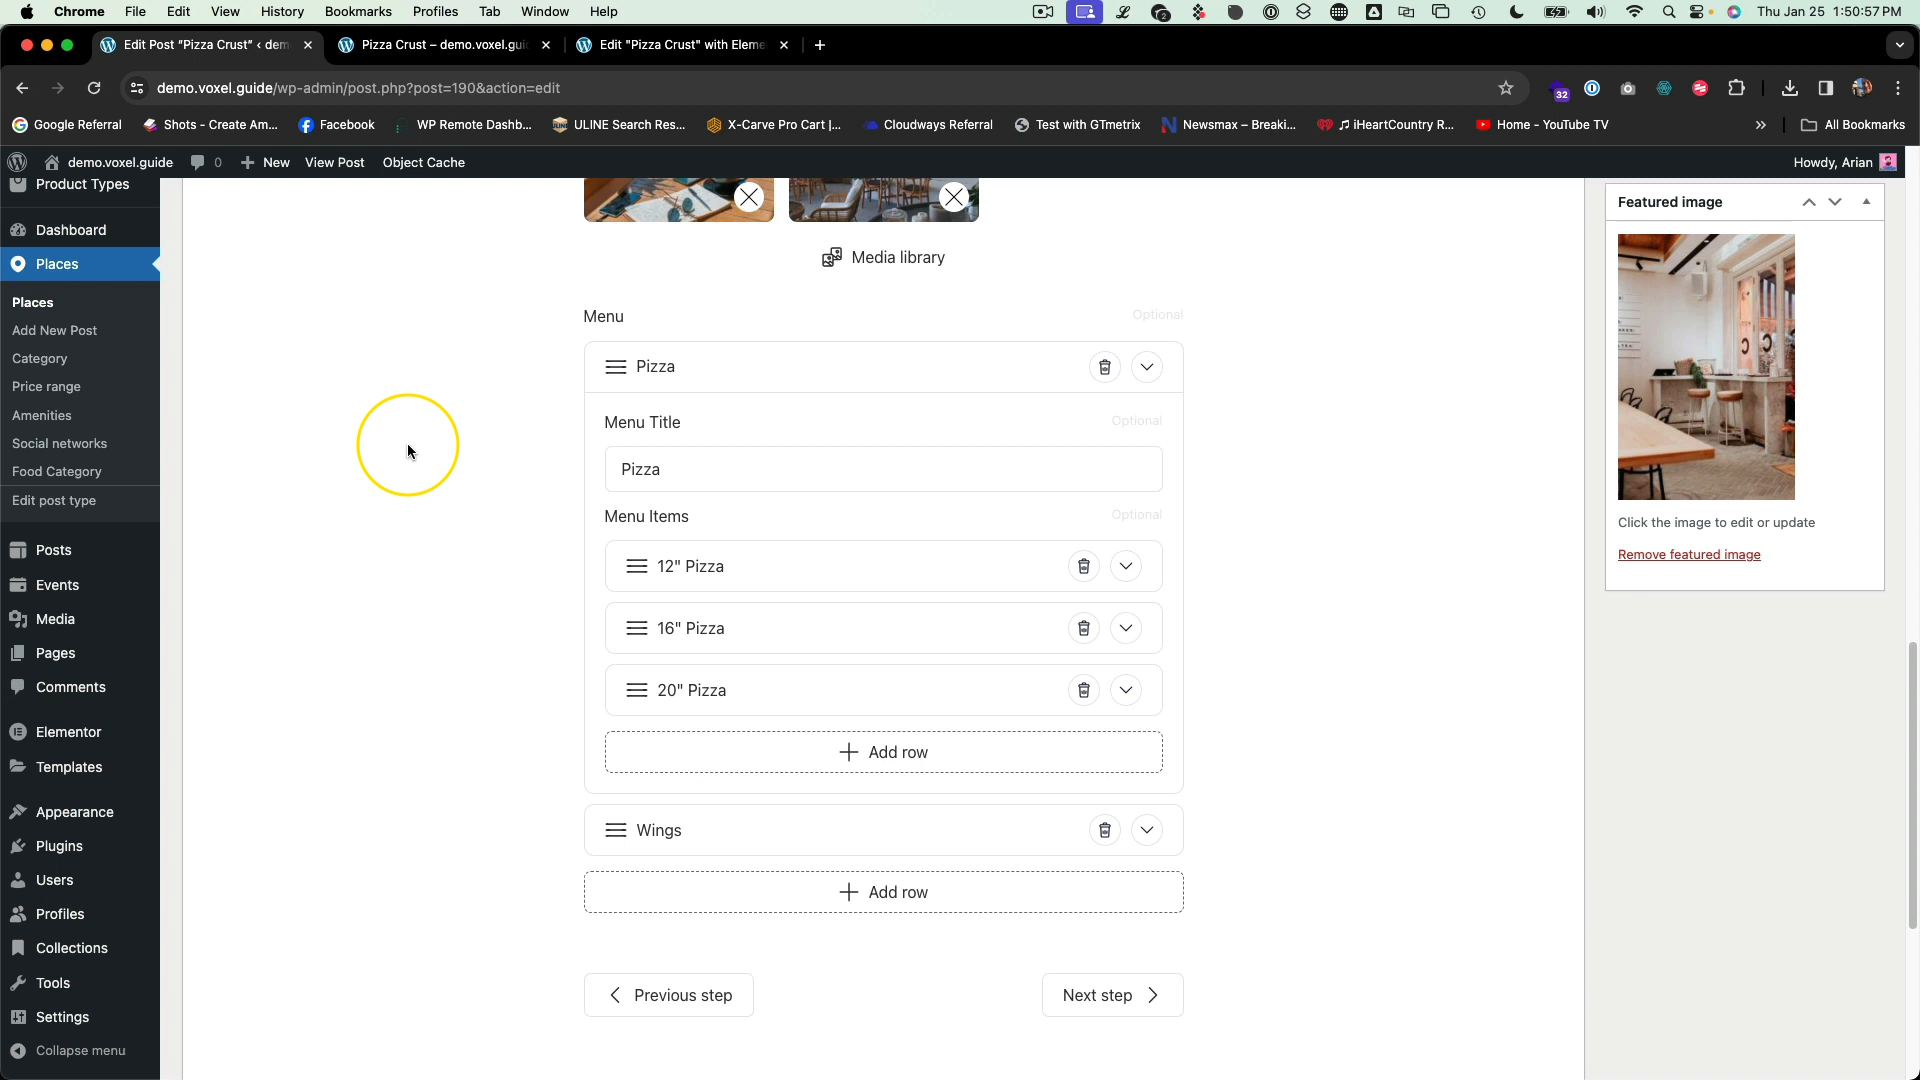 Chrome File Edit View History Bookmarks Profiles Tab Window Help Thu Jan 25 1:50:57 PM
Edit Post “Pizza Crust” ‹ dem Pizza Crust – demo.voxel.gui Edit "Pizza Crust" with Eleme
demo.voxel.guide/wp-admin/post.php?post=190&action=edit 32
Google Referral Shots - Create Am... Facebook WP Remote Dashb... ULINE Search Res... X-Carve Pro Cart |... Cloudways Referral Test with GTmetrix Newsmax – Breaki... ♫ iHeartCountry R... Home - YouTube TV » All Bookmarks
demo.voxel.guide 0 New View Post Object Cache Howdy, Arian
Product Types
Dashboard
Places
Places
Add New Post
Category
Price range
Amenities
Social networks
Food Category
Edit post type
Posts
Events
Media
Pages
Comments
Elementor
Templates
Appearance
Plugins
Users
Profiles
Collections
Tools
Settings
Collapse menu
Media library
Menu Optional
Pizza
Menu Title Optional
Pizza
Menu Items Optional
12" Pizza
16" Pizza
20" Pizza
Add row
Wings
Add row
Previous step Next step
Featured image
Click the image to edit or update
Remove featured image